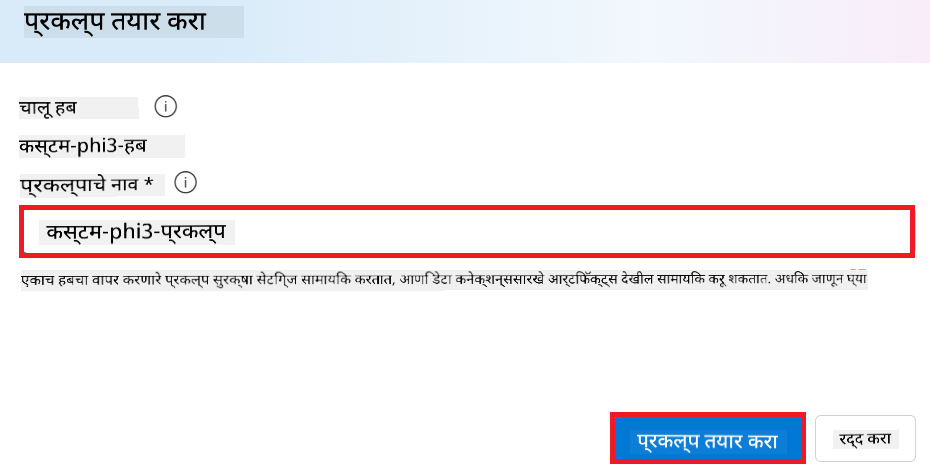 प्रकल्प तयार करा
चालू हब
कस्टम-phi3-हब
प्रकल्पाचे नाव *
कस्टम-phi3-प्रकल्प
एकाच हबचा वापर करणारे प्रकल्प सुरक्षा सेटिंग्ज सामायिक करतात, आणि डेटा कनेक्शन्ससारखे आर्टिफॅक्ट्स देखील सामायिक करू शकतात. अधिक जाणून घ्या
प्रकल्प तयार करा
रद्द करा